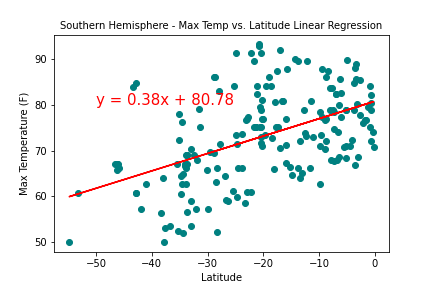 Southern Hemisphere - Max Temp vs. Latitude Linear Regression
90
80
70
60
50
Max Temperature (F)
y = 0.38x + 80.78
−50
−40
−30
−20
−10
0
Latitude